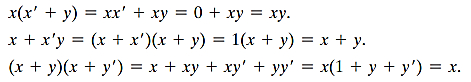 x(x′ + y) = xx′ + xy = 0 + xy = xy.
x + x′y = (x + x′)(x + y) = 1(x + y) = x + y.
(x + y)(x + y′) = x + xy + xy′ + yy′ = x(1 + y + y′) = x.